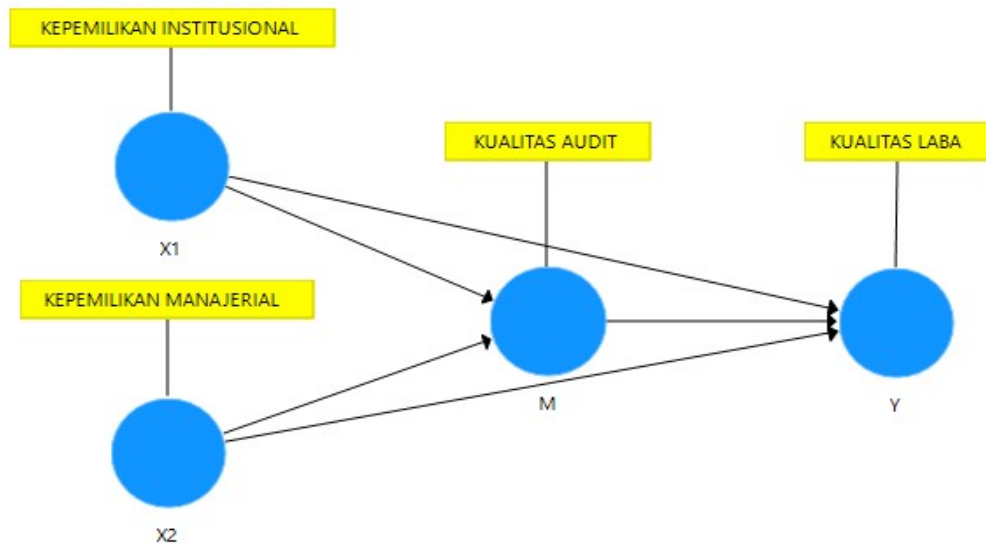 KEPEMILIKAN INSTITUSIONAL
X1
KUALITAS AUDIT
KUALITAS LABA
KEPEMILIKAN MANAJERIAL
M
Y
X2